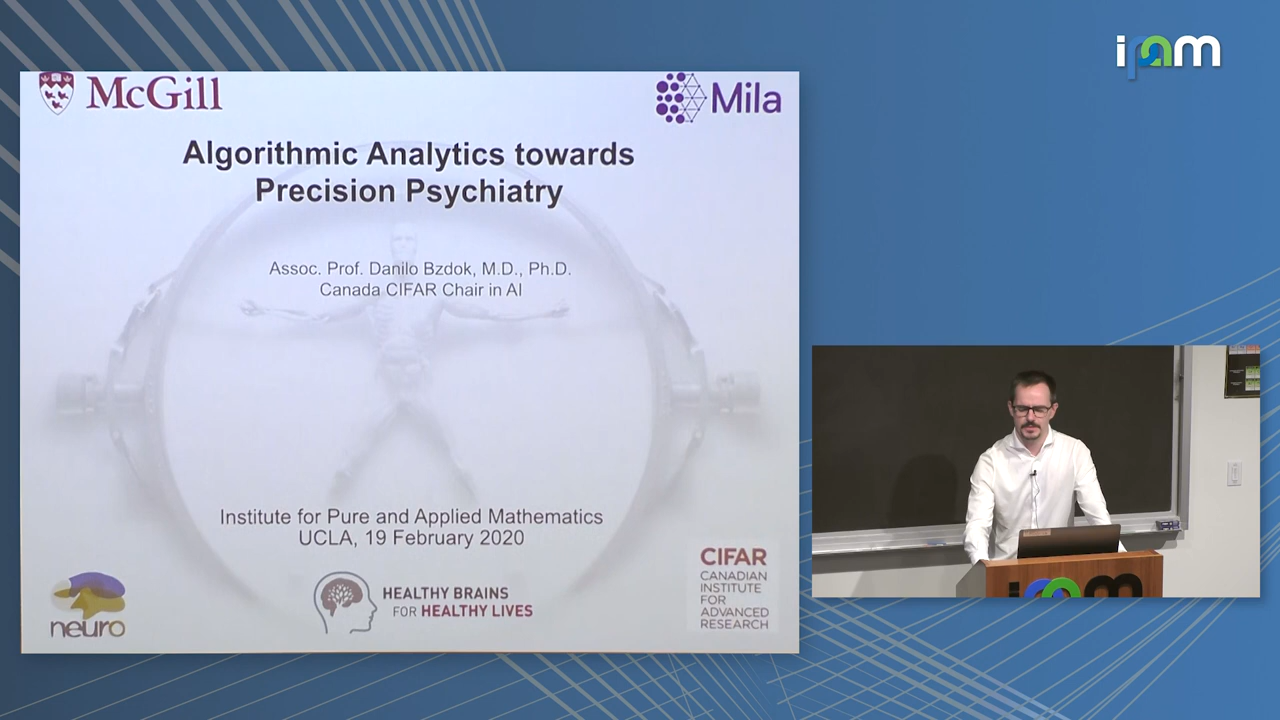 ipam
McGill
Mila
Algorithmic Analytics towards
Precision Psychiatry
Assoc. Prof. Danilo Bzdok, M.D., Ph.D.
Canada CIFAR Chair in AI
Institute for Pure and Applied Mathematics
UCLA, 19 February 2020
neuro
HEALTHY BRAINS
FOR HEALTHY LIVES
CIFAR
CANADIAN
INSTITUTE
FOR
ADVANCED
RESEARCH
ipam